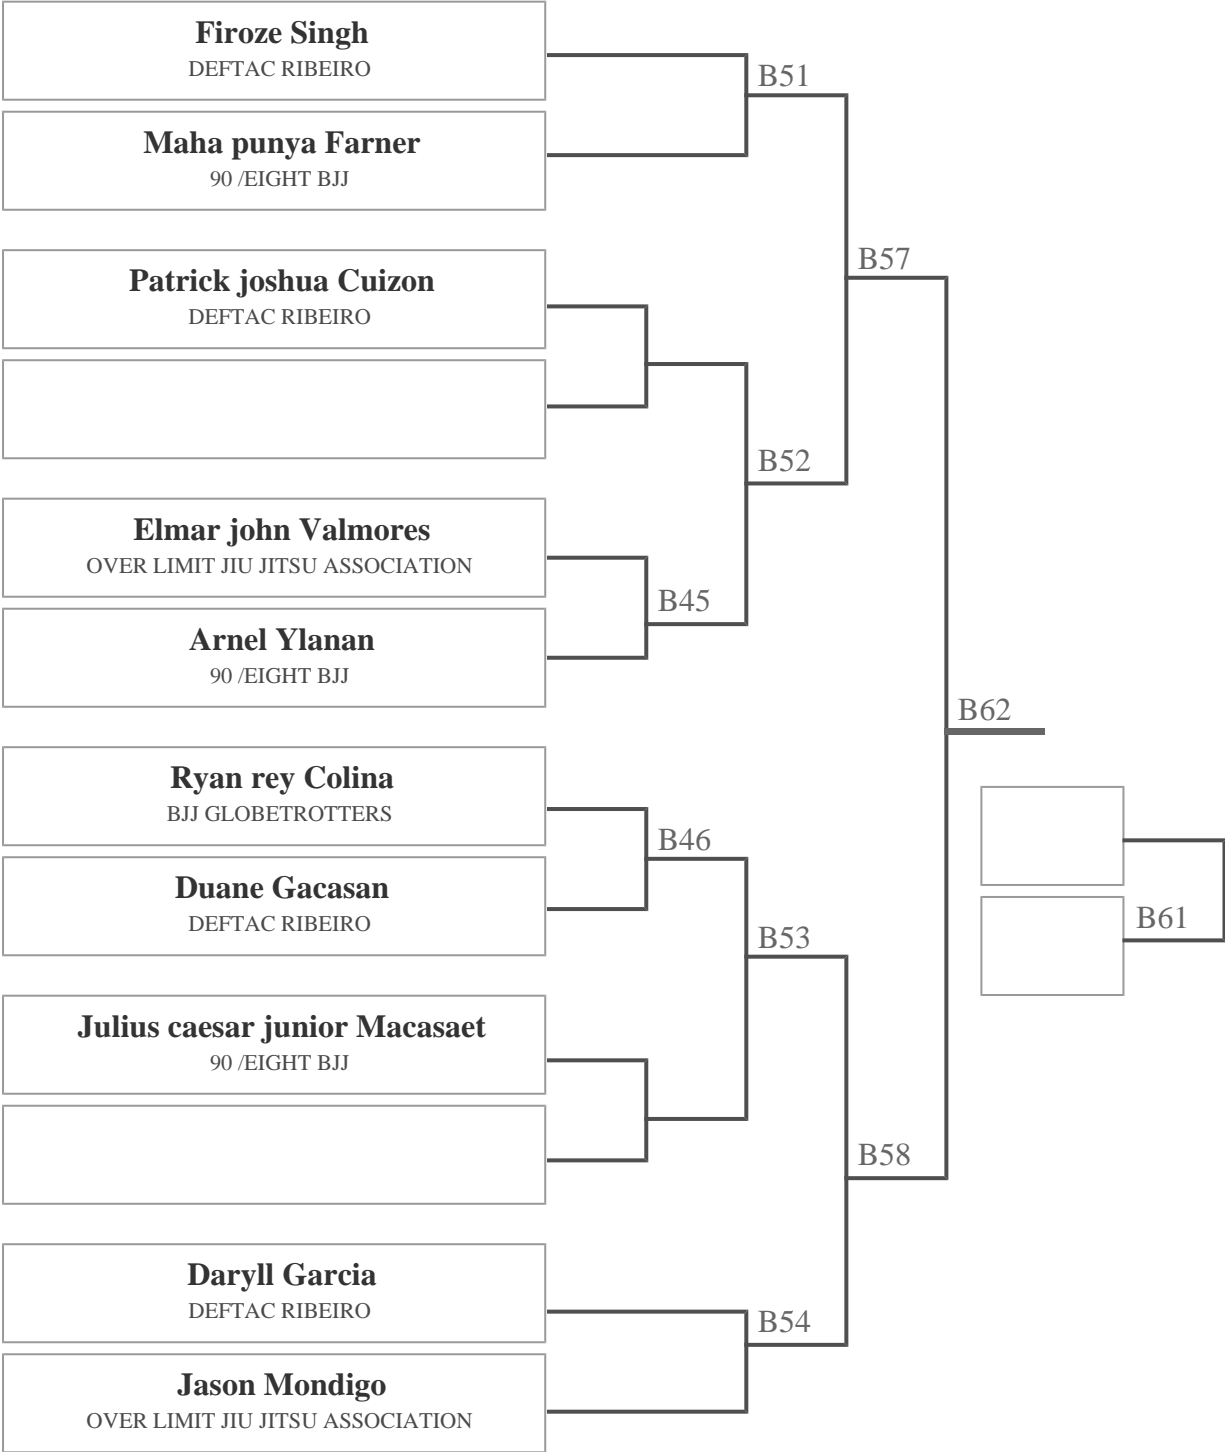 Firoze Singh
DEFTAC RIBEIRO
B51
Maha punya Farner
90 /EIGHT BJJ
B57
Patrick joshua Cuizon
DEFTAC RIBEIRO
B52
Elmar john Valmores
OVER LIMIT JIU JITSU ASSOCIATION
B45
Arnel Ylanan
90 /EIGHT BJJ
B62
Ryan rey Colina
BJJ GLOBETROTTERS
B46
Duane Gacasan
DEFTAC RIBEIRO
B61
B53
Julius caesar junior Macasaet
90 /EIGHT BJJ
B58
Daryll Garcia
DEFTAC RIBEIRO
B54
Jason Mondigo
OVER LIMIT JIU JITSU ASSOCIATION